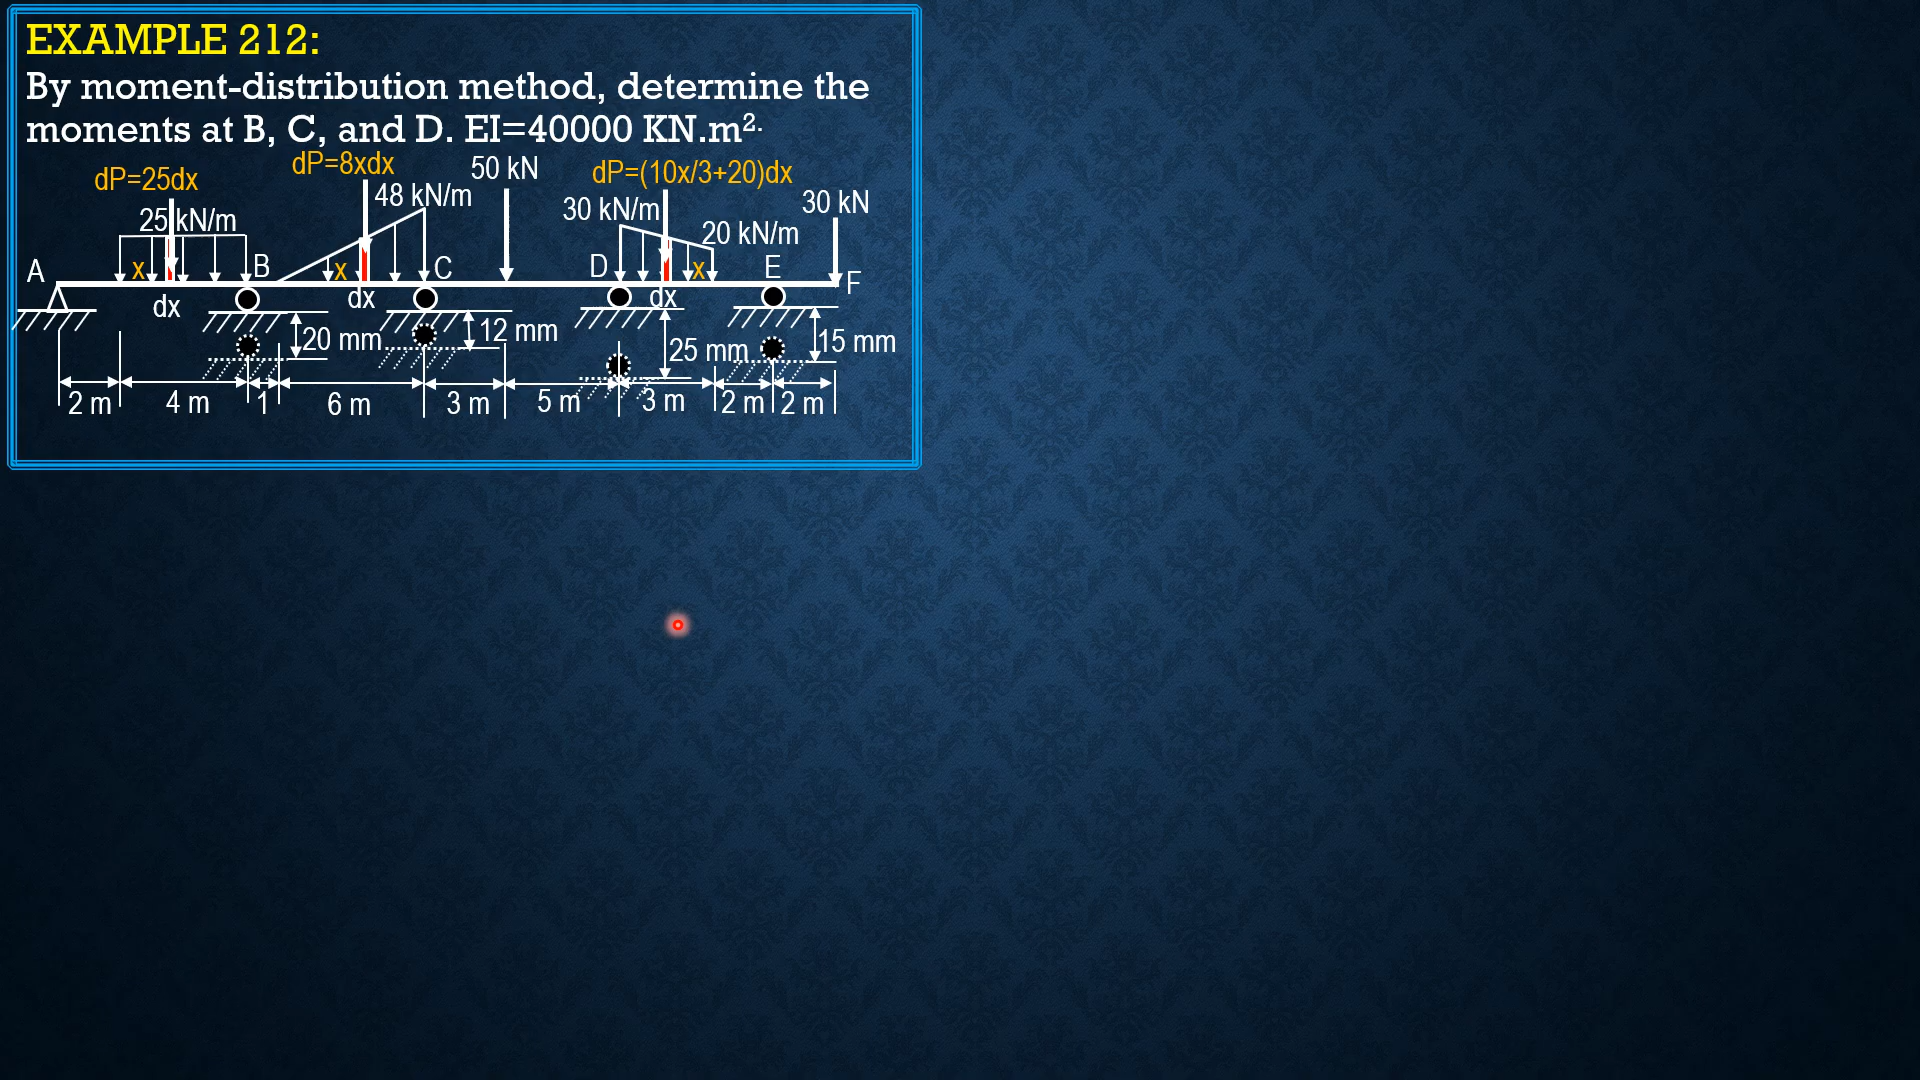 EXAMPLE 212:
By moment-distribution method, determine the
moments at B, C, and D. EI=40000 KN.m².
dP=25dx dP=8xdx 50 kN dP=(10x/3+20)dx
25 kN/m 48 kN/m 30 kN/m 20 kN/m 30 kN
A x B x C D x E F
dx dx dx
20 mm 12 mm 25 mm 15 mm
2 m 4 m 1 6 m 3 m 5 m 3 m 2 m 2 m